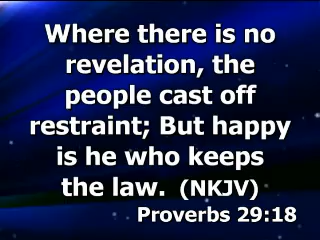 Where there is no
revelation, the
people cast off
restraint; But happy
is he who keeps
the law. (NKJV)
Proverbs 29:18